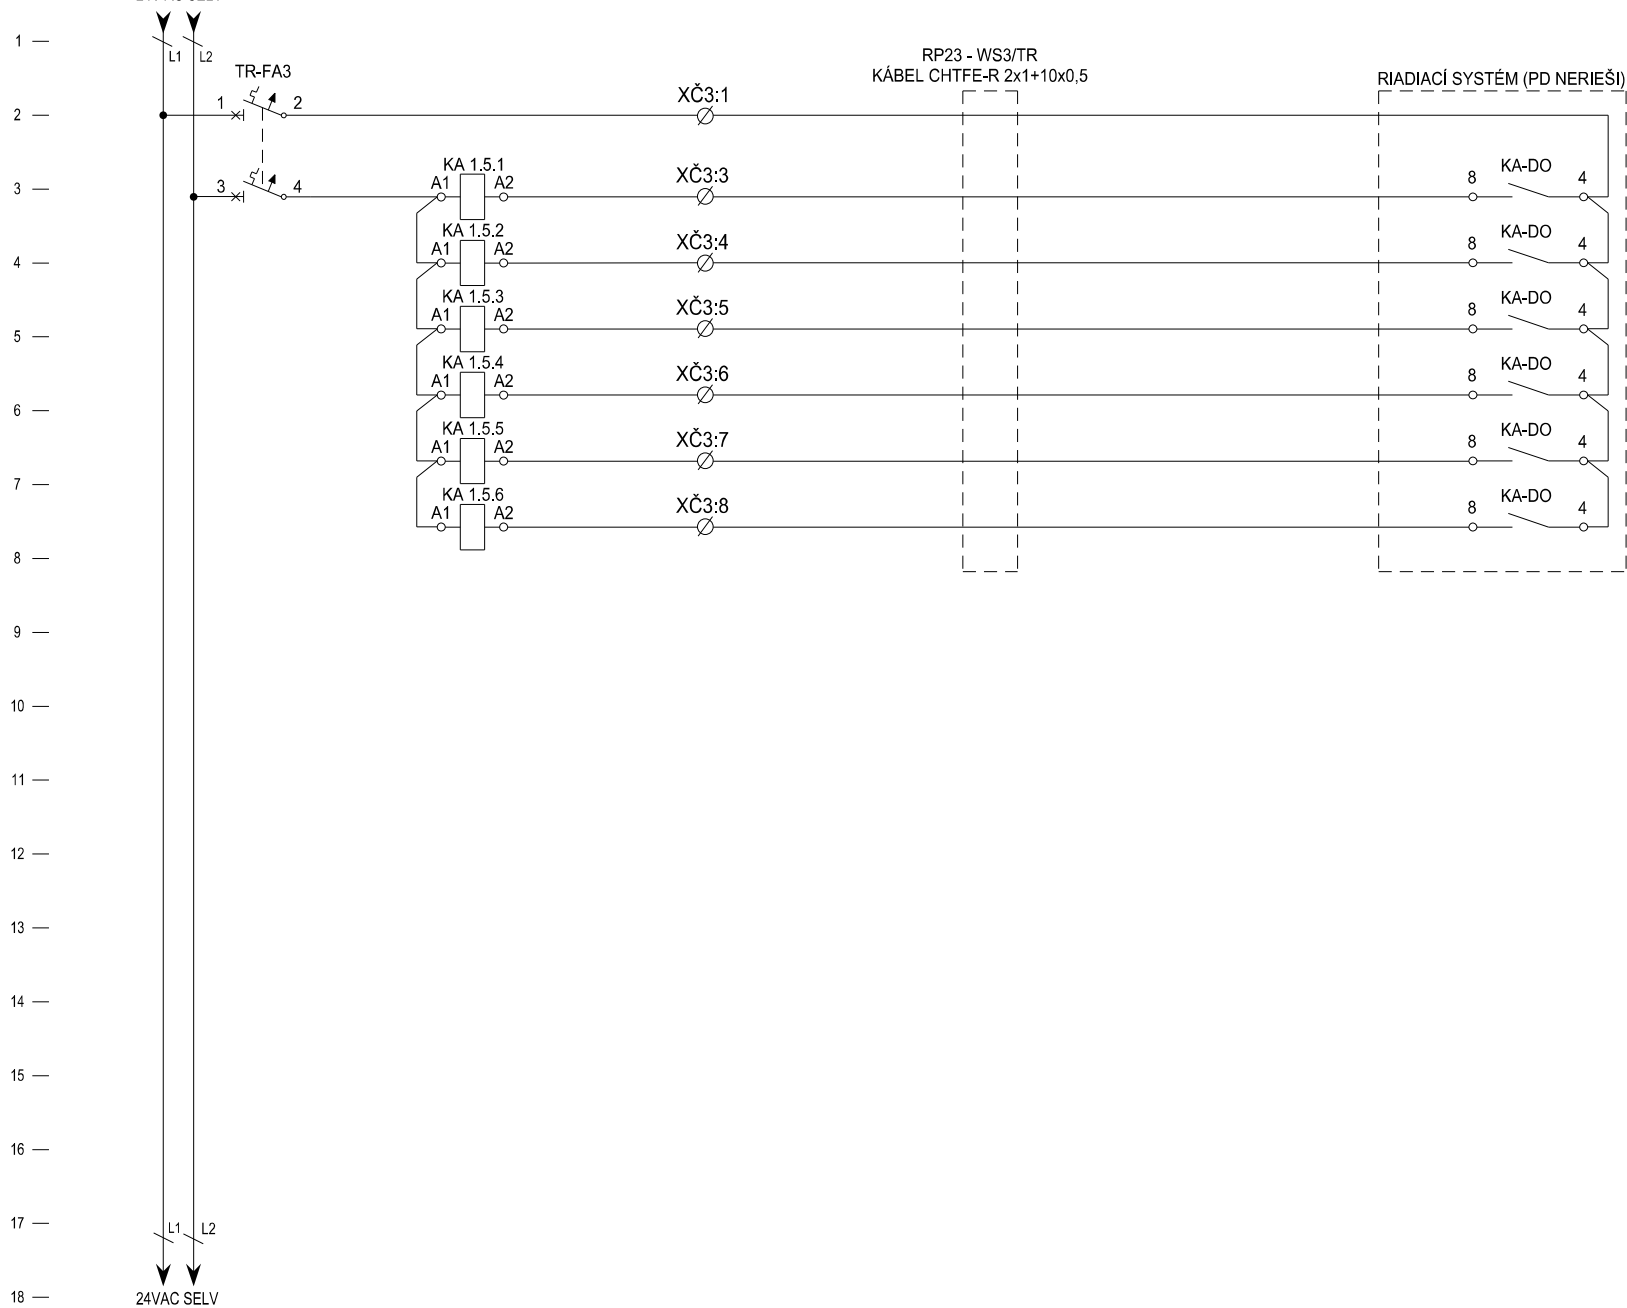 1
L1
L2
TR-FA3
RP23 - WS3/TR
KÁBEL CHTFE-R 2x1+10x0,5
RIADIACÍ SYSTÉM (PD NERIEŠI)
2
1
2
XČ3:1
3
3
4
KA 1.5.1
A1
A2
XČ3:3
8
KA-DO
4
4
KA 1.5.2
A1
A2
XČ3:4
8
KA-DO
4
5
KA 1.5.3
A1
A2
XČ3:5
8
KA-DO
4
6
KA 1.5.4
A1
A2
XČ3:6
8
KA-DO
4
7
KA 1.5.5
A1
A2
XČ3:7
8
KA-DO
4
KA 1.5.6
A1
A2
XČ3:8
8
KA-DO
4
8
9
10
11
12
13
14
15
16
17
L1
L2
18
24VAC SELV